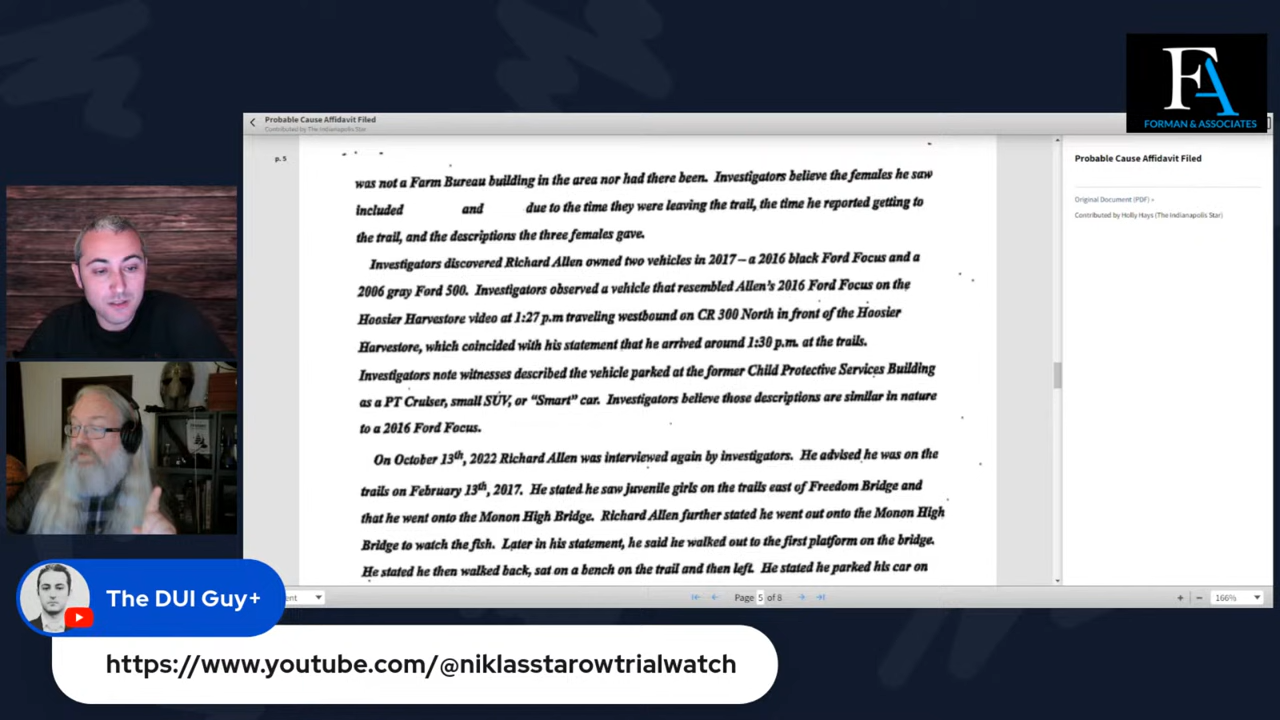 FA
FORMAN & ASSOCIATES
Probable Cause Affidavit Filed
Contributed by The Indianapolis Star
p. 5
was not a Farm Bureau building in the area nor had there been. Investigators believe the females he saw
included and due to the time they were leaving the trail, the time he reported getting to
the trail, and the descriptions the three females gave.
Investigators discovered Richard Allen owned two vehicles in 2017 – a 2016 black Ford Focus and a
2006 gray Ford 500. Investigators observed a vehicle that resembled Allen's 2016 Ford Focus on the
Hoosier Harvestore video at 1:27 p.m traveling westbound on CR 300 North in front of the Hoosier
Harvestore, which coincided with his statement that he arrived around 1:30 p.m. at the trails.
Investigators note witnesses described the vehicle parked at the former Child Protective Services Building
as a PT Cruiser, small SUV, or "Smart" car. Investigators believe those descriptions are similar in nature
to a 2016 Ford Focus.
On October 13th, 2022 Richard Allen was interviewed again by investigators. He advised he was on the
trails on February 13th, 2017. He stated he saw juvenile girls on the trails east of Freedom Bridge and
that he went onto the Monon High Bridge. Richard Allen further stated he went out onto the Monon High
Bridge to watch the fish. Later in his statement, he said he walked out to the first platform on the bridge.
He stated he then walked back, sat on a bench on the trail and then left. He stated he parked his car on
Probable Cause Affidavit Filed
Original Document (PDF) »
Contributed by Holly Hays (The Indianapolis Star)
ent
Page 5 of 8
166%
The DUI Guy+
https://www.youtube.com/@niklasstarowtrialwatch